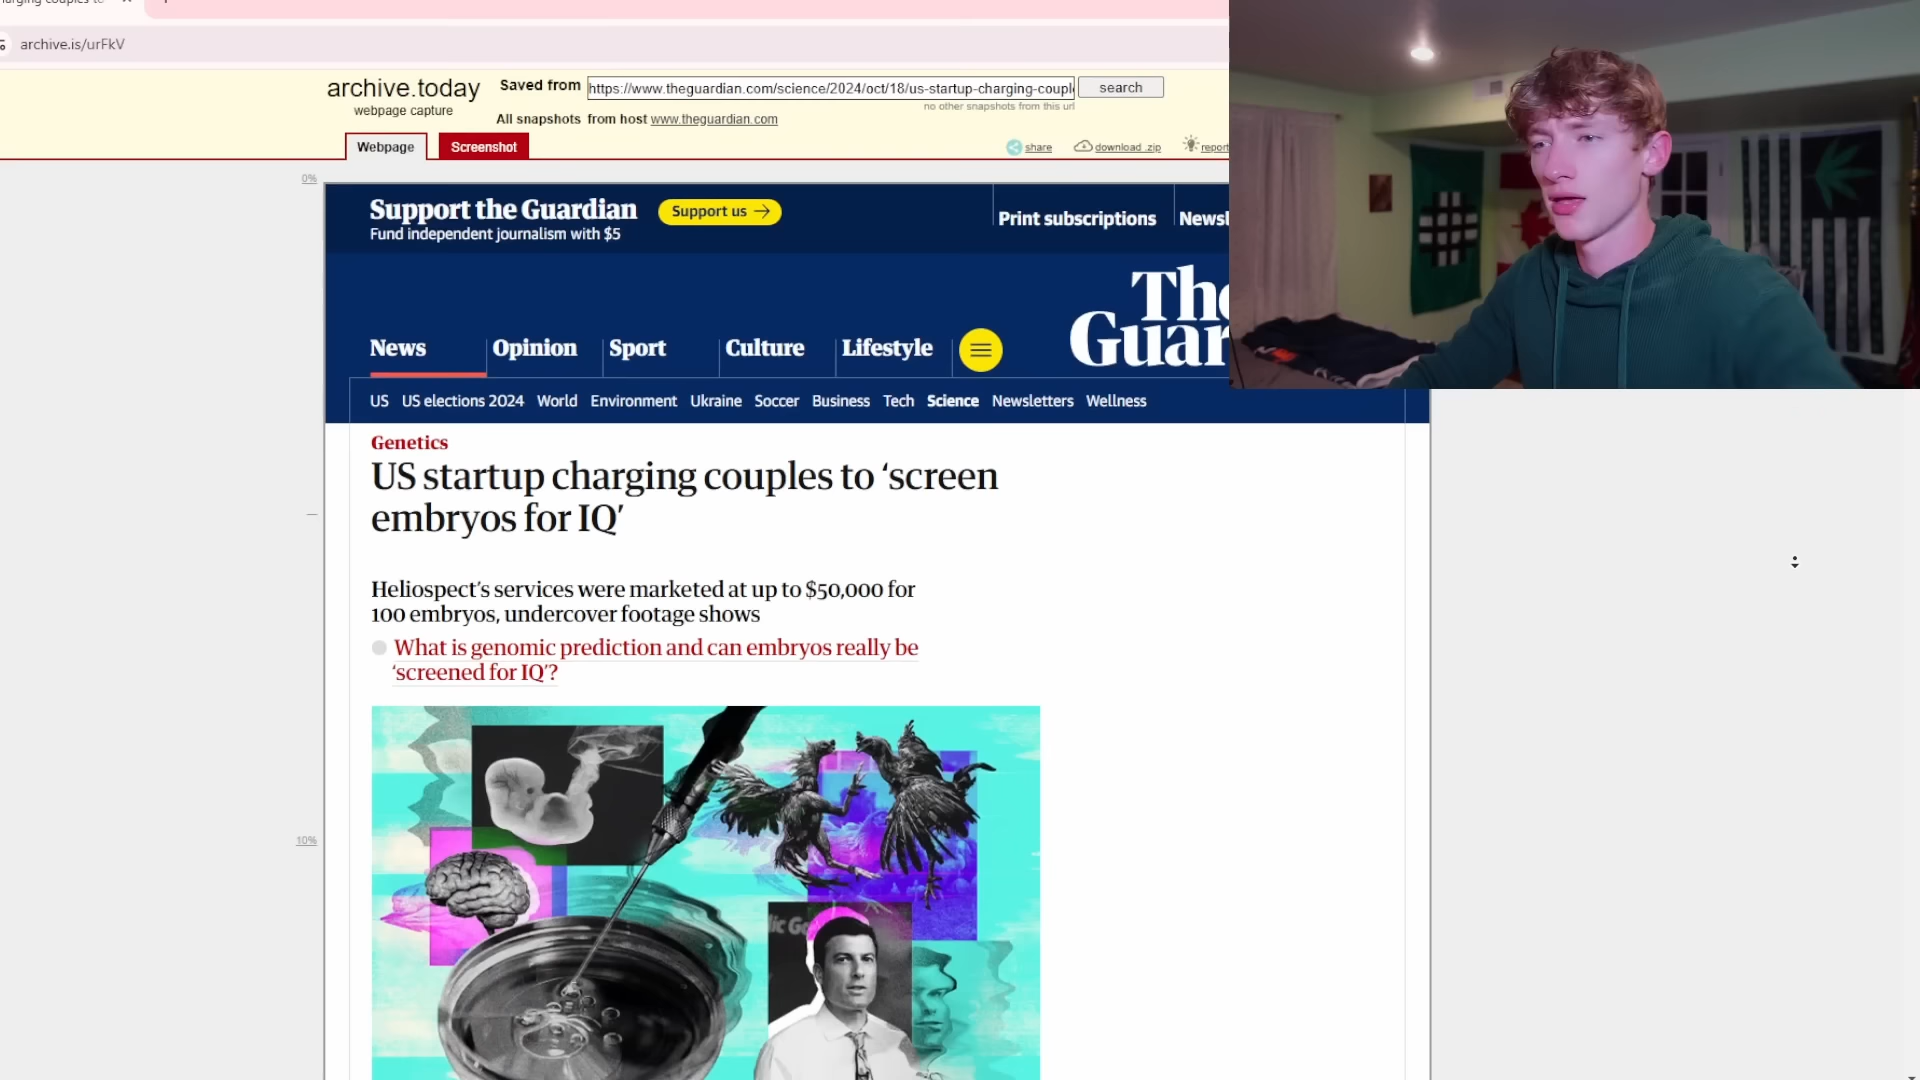 archive.is/urFkV
archive.today
webpage capture
Saved from
https://www.theguardian.com/science/2024/oct/18/us-startup-charging-coupl
search
no other snapshots from this url
All snapshots from host www.theguardian.com
Webpage
Screenshot
share
download .zip
report
0%
Support the Guardian
Support us
Fund independent journalism with $5
Print subscriptions
Newsl
The
Guar
News
Opinion
Sport
Culture
Lifestyle
US
US elections 2024
World
Environment
Ukraine
Soccer
Business
Tech
Science
Newsletters
Wellness
Genetics
US startup charging couples to ‘screen
embryos for IQ’
Heliospect’s services were marketed at up to $50,000 for
100 embryos, undercover footage shows
What is genomic prediction and can embryos really be
‘screened for IQ’?
10%